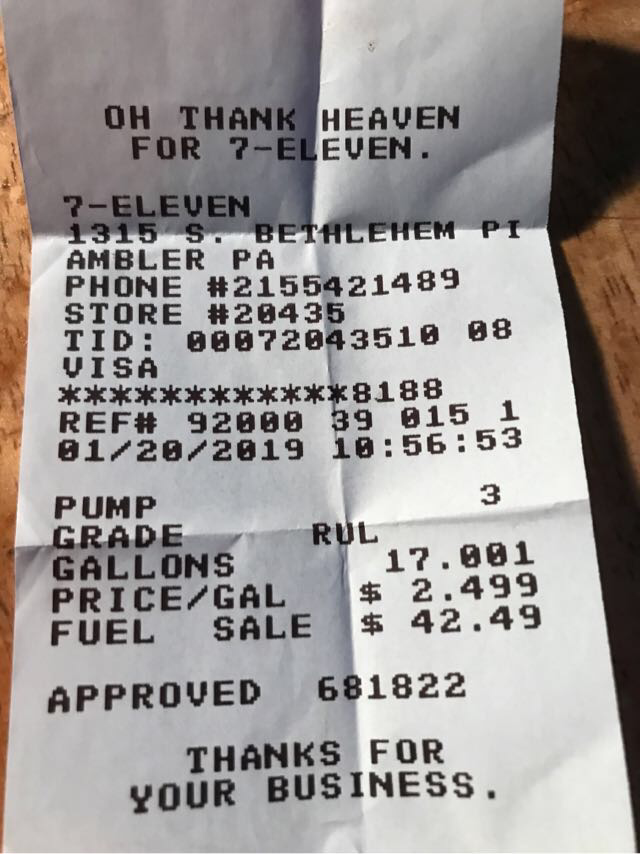 OH THANK HEAVEN
FOR 7-ELEVEN.
7-ELEVEN
1315 S. BETHLEHEM PI
AMBLER PA
PHONE #2155421489
STORE #20435
TID: 00072043510 08
VISA
************8188
REF# 92000 39 015 1
01/20/2019 10:56:53
PUMP 3
GRADE RUL
GALLONS 17.001
PRICE/GAL $ 2.499
FUEL SALE $ 42.49
APPROVED 681822
THANKS FOR
YOUR BUSINESS.